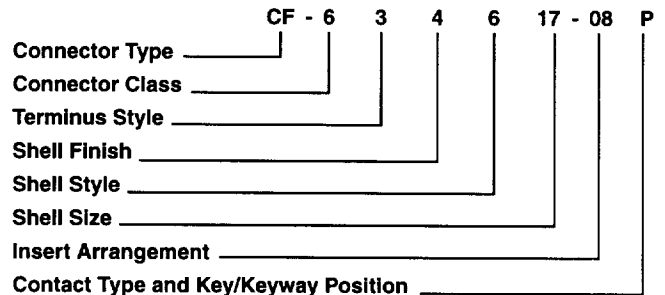 CF - 6 3 4 6 17 - 08 P
Connector Type
Connector Class
Terminus Style
Shell Finish
Shell Style
Shell Size
Insert Arrangement
Contact Type and Key/Keyway Position